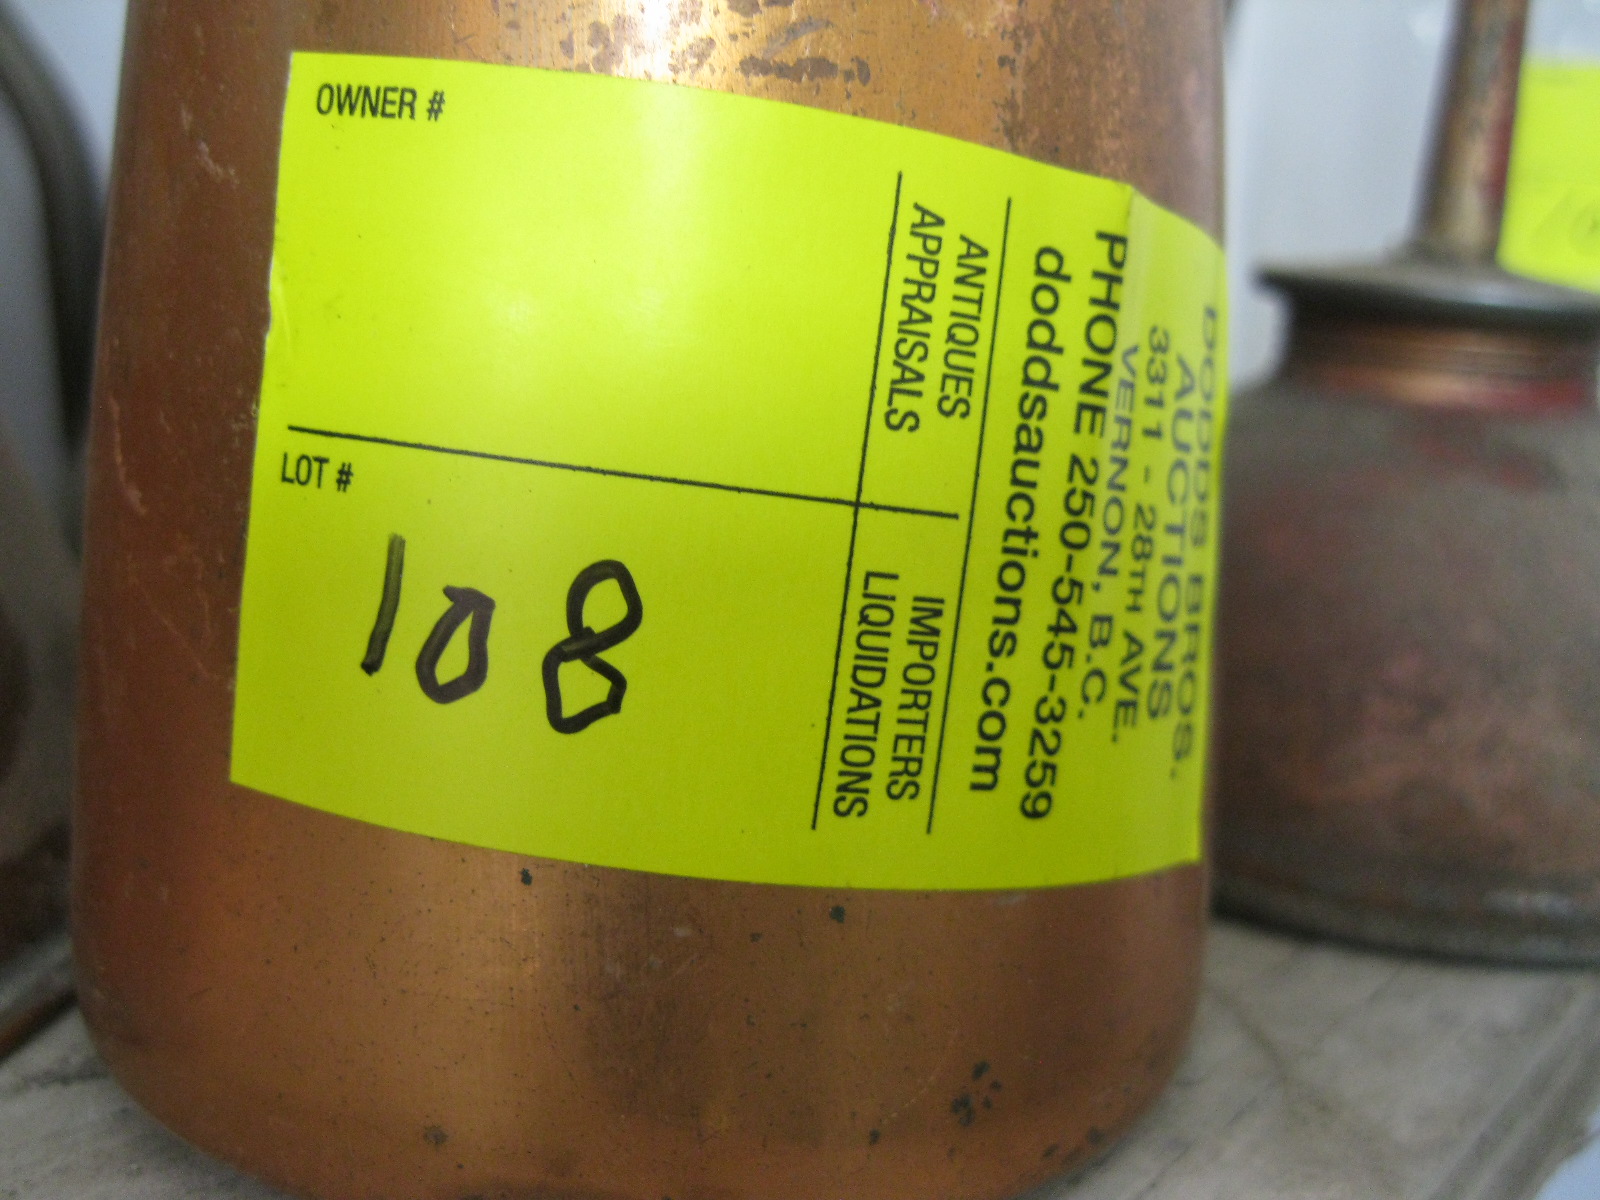 OWNER #
LOT #
108
DODDS BROS.
AUCTIONS
3311 - 28TH AVE.
VERNON, B.C.
PHONE 250-545-3259
doddsauctions.com
ANTIQUES
APPRAISALS
IMPORTERS
LIQUIDATIONS